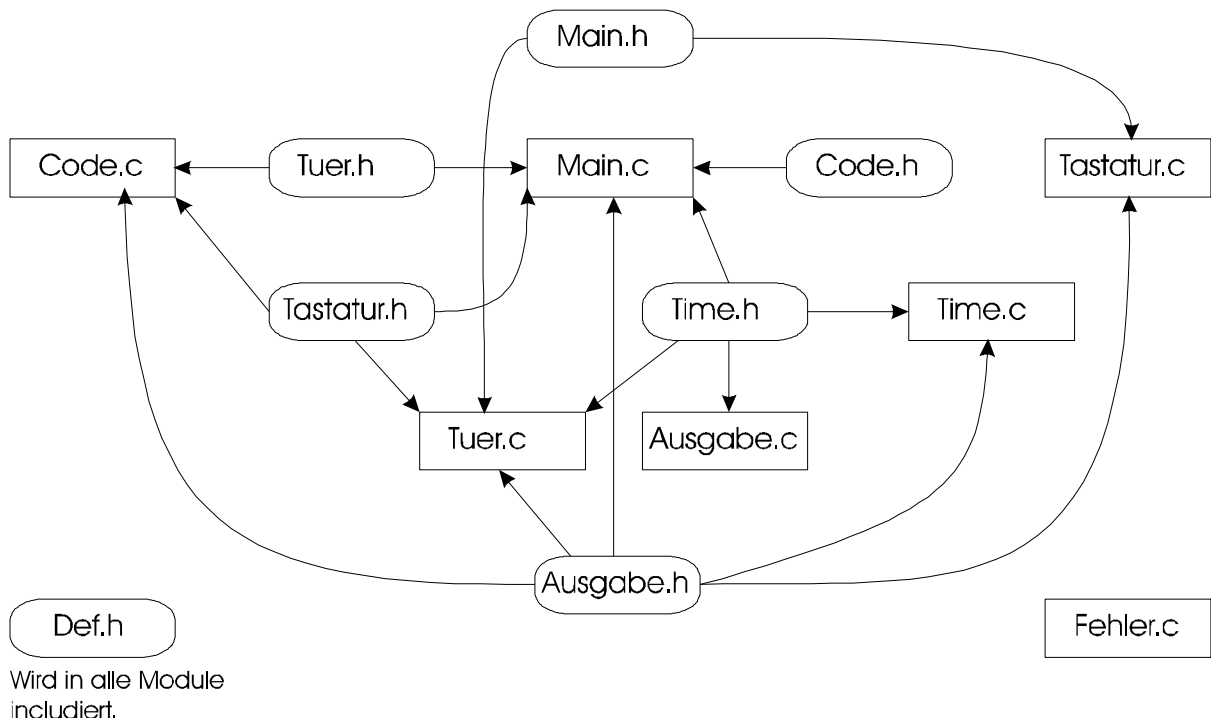 Main.h
Code.c
Tuer.h
Main.c
Code.h
Tastatur.c
Tastatur.h
Time.h
Time.c
Tuer.c
Ausgabe.c
Ausgabe.h
Def.h
Fehler.c
Wird in alle Module
includiert.